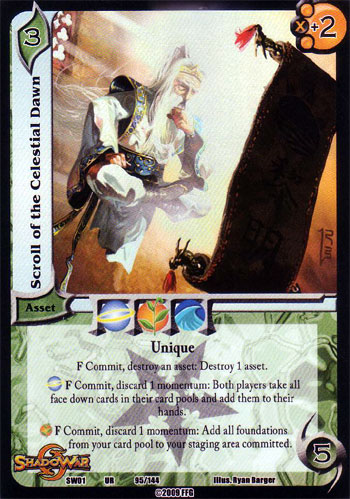 3
X +2
Scroll of the Celestial Dawn
Asset
Unique
F Commit, destroy an asset: Destroy 1 asset.
F Commit, discard 1 momentum: Both players take all
face down cards in their card pools and add them to their
hands.
F Commit, discard 1 momentum: Add all foundations
from your card pool to your staging area committed.
5
SHADOWAR
SW01 UR 95/144 Illus. Ryan Barger
©2009 FFG